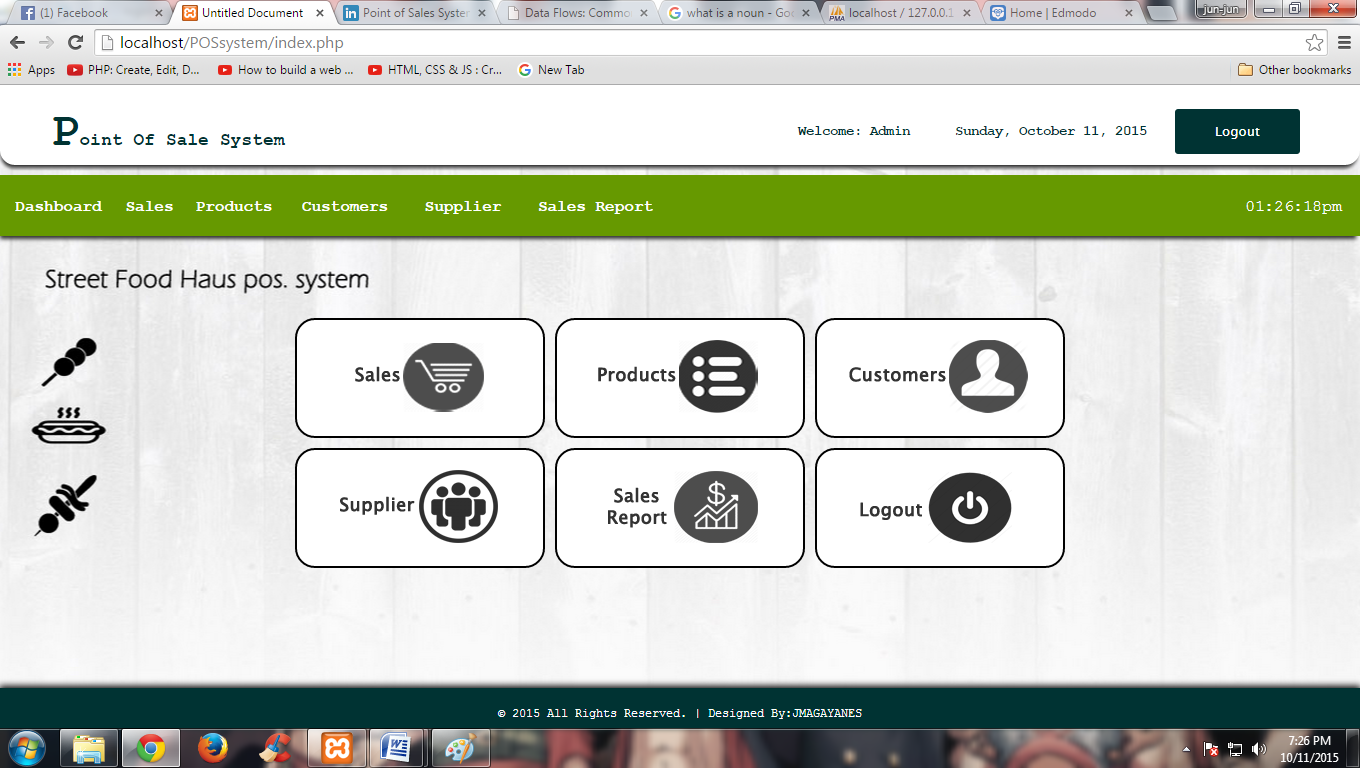 (1) Facebook
Untitled Document
Point of Sales Syster
Data Flows: Commo
what is a noun - Goo
localhost / 127.0.0.1
Home | Edmodo
jun-jun
localhost/POSsystem/index.php
Apps
PHP: Create, Edit, D...
How to build a web ...
HTML, CSS & JS : Cr...
New Tab
Other bookmarks
Point Of Sale System
Welcome: Admin
Sunday, October 11, 2015
Logout
Dashboard
Sales
Products
Customers
Supplier
Sales Report
01:26:18pm
Street Food Haus pos. system
Sales
Products
Customers
Supplier
Sales
Report
Logout
© 2015 All Rights Reserved. | Designed By:JMAGAYANES
7:26 PM
10/11/2015